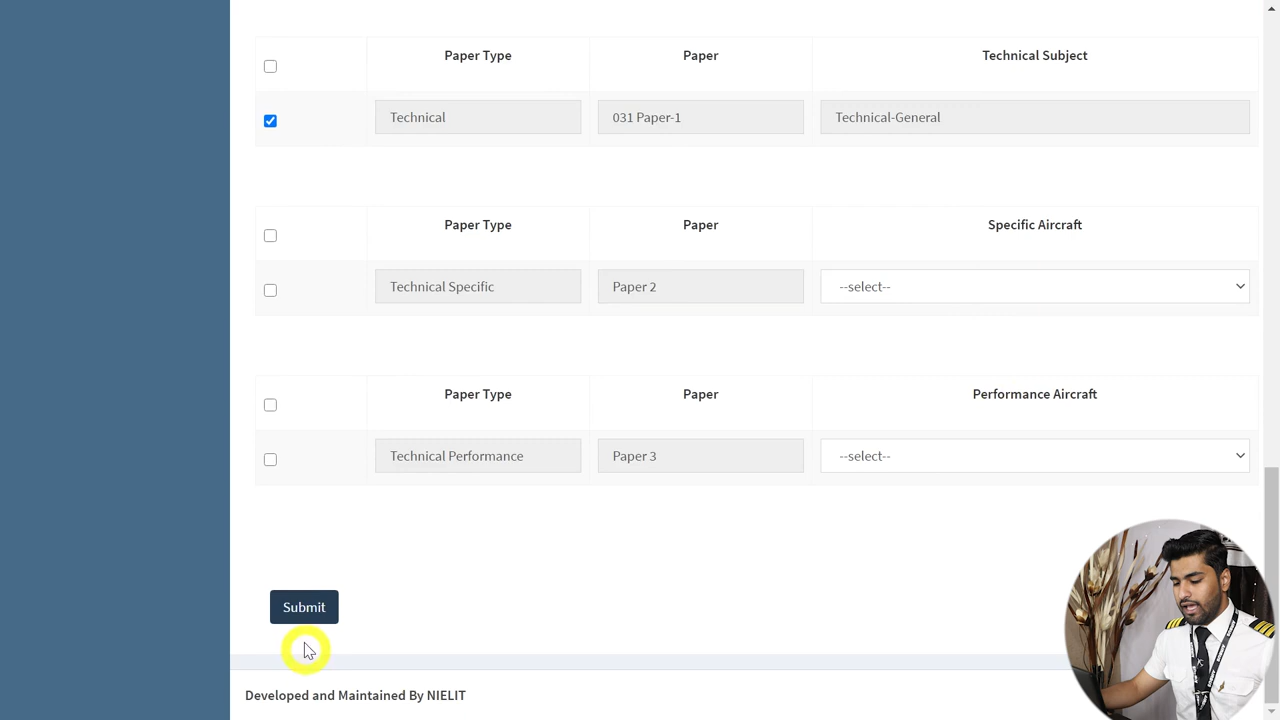 Paper Type Paper Technical Subject
Technical 031 Paper-1 Technical-General
Paper Type Paper Specific Aircraft
Technical Specific Paper 2 --select--
Paper Type Paper Performance Aircraft
Technical Performance Paper 3 --select--
Submit
Developed and Maintained By NIELIT